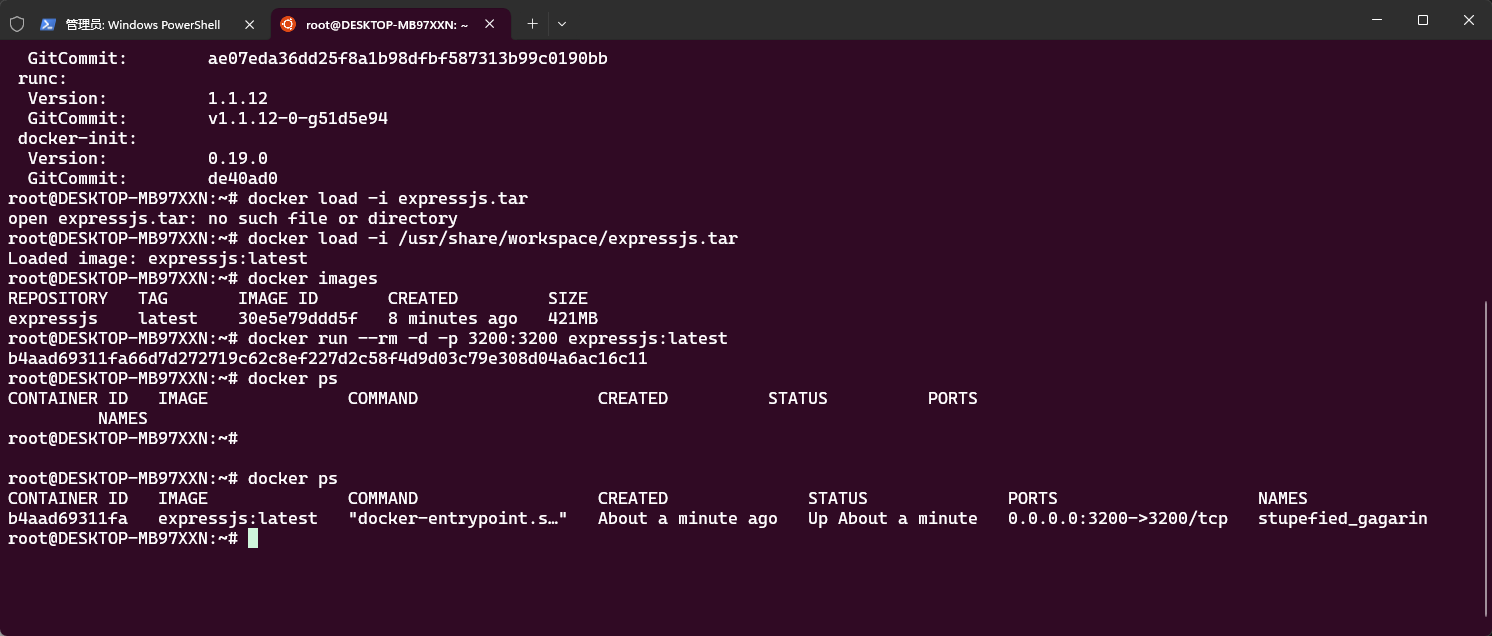 管理员: Windows PowerShell
root@DESKTOP-MB97XXN: ~
GitCommit: ae07eda36dd25f8a1b98dfbf587313b99c0190bb
runc:
Version: 1.1.12
GitCommit: v1.1.12-0-g51d5e94
docker-init:
Version: 0.19.0
GitCommit: de40ad0
root@DESKTOP-MB97XXN:~# docker load -i expressjs.tar
open expressjs.tar: no such file or directory
root@DESKTOP-MB97XXN:~# docker load -i /usr/share/workspace/expressjs.tar
Loaded image: expressjs:latest
root@DESKTOP-MB97XXN:~# docker images
REPOSITORY TAG IMAGE ID CREATED SIZE
expressjs latest 30e5e79ddd5f 8 minutes ago 421MB
root@DESKTOP-MB97XXN:~# docker run --rm -d -p 3200:3200 expressjs:latest
b4aad69311fa66d7d272719c62c8ef227d2c58f4d9d03c79e308d04a6ac16c11
root@DESKTOP-MB97XXN:~# docker ps
CONTAINER ID IMAGE COMMAND CREATED STATUS PORTS
NAMES
root@DESKTOP-MB97XXN:~#
root@DESKTOP-MB97XXN:~# docker ps
CONTAINER ID IMAGE COMMAND CREATED STATUS PORTS NAMES
b4aad69311fa expressjs:latest "docker-entrypoint.s…" About a minute ago Up About a minute 0.0.0.0:3200->3200/tcp stupefied_gagarin
root@DESKTOP-MB97XXN:~#